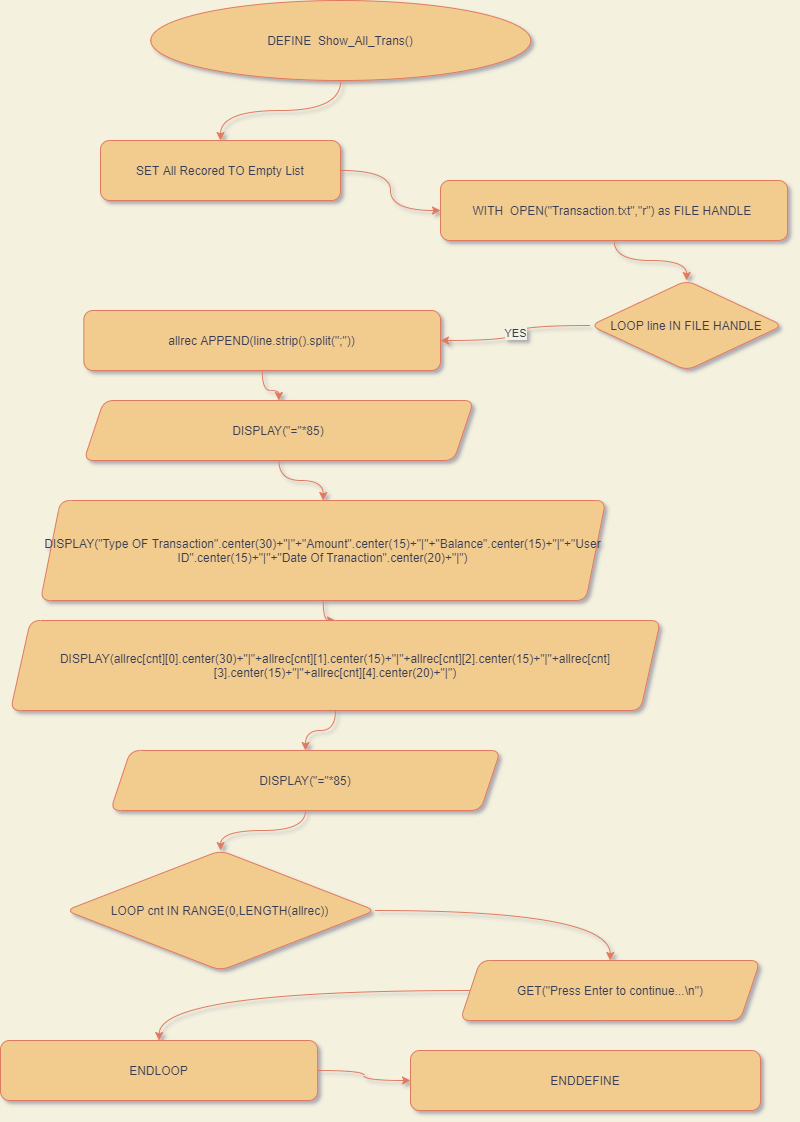 DEFINE  Show_All_Trans()
SET All Recored TO Empty List
WITH  OPEN("Transaction.txt","r") as FILE HANDLE
LOOP line IN FILE HANDLE
YES
allrec APPEND(line.strip().split(";"))
DISPLAY("="*85)
DISPLAY("Type OF Transaction".center(30)+"|"+"Amount".center(15)+"|"+"Balance".center(15)+"|"+"User
ID".center(15)+"|"+"Date Of Tranaction".center(20)+"|")
DISPLAY(allrec[cnt][0].center(30)+"|"+allrec[cnt][1].center(15)+"|"+allrec[cnt][2].center(15)+"|"+allrec[cnt]
[3].center(15)+"|"+allrec[cnt][4].center(20)+"|")
DISPLAY("="*85)
LOOP cnt IN RANGE(0,LENGTH(allrec))
GET("Press Enter to continue...\n")
ENDLOOP
ENDDEFINE